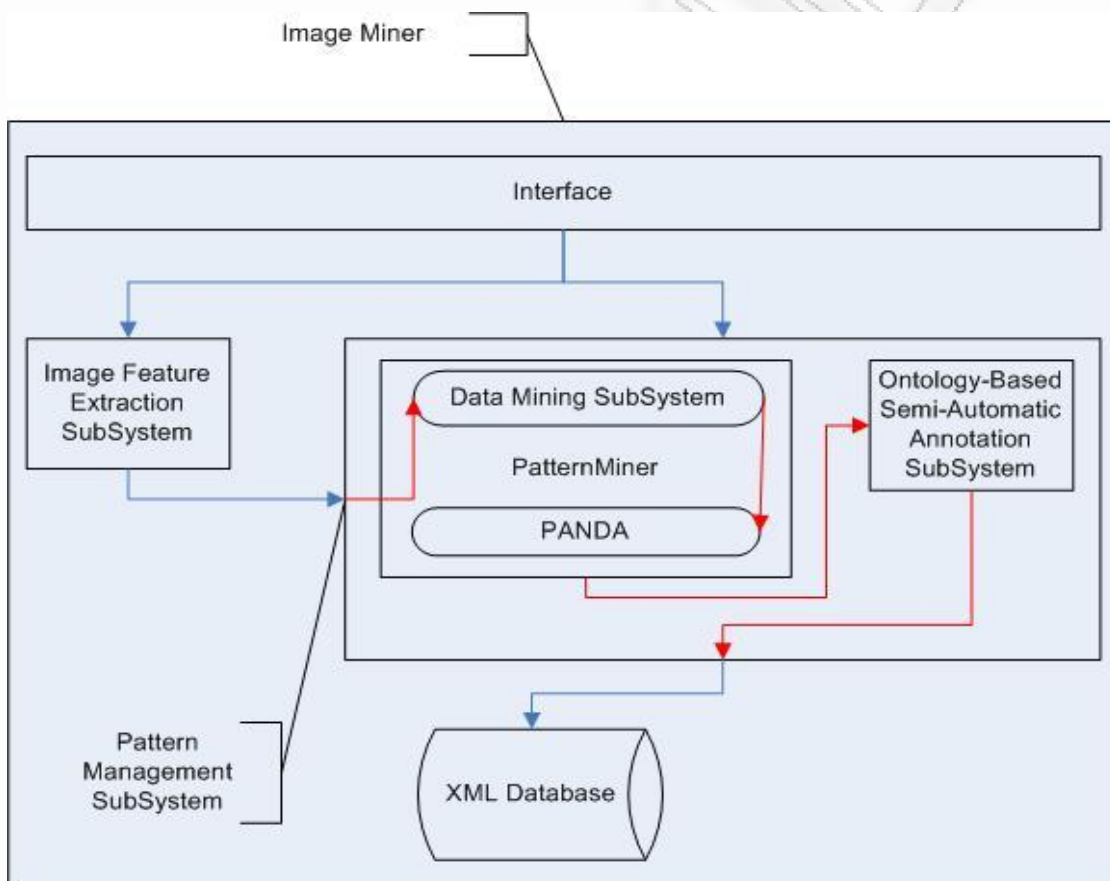 Image Miner
Interface
Image Feature
Extraction
SubSystem
Data Mining SubSystem
PatternMiner
PANDA
Ontology-Based
Semi-Automatic
Annotation
SubSystem
Pattern
Management
SubSystem
XML Database